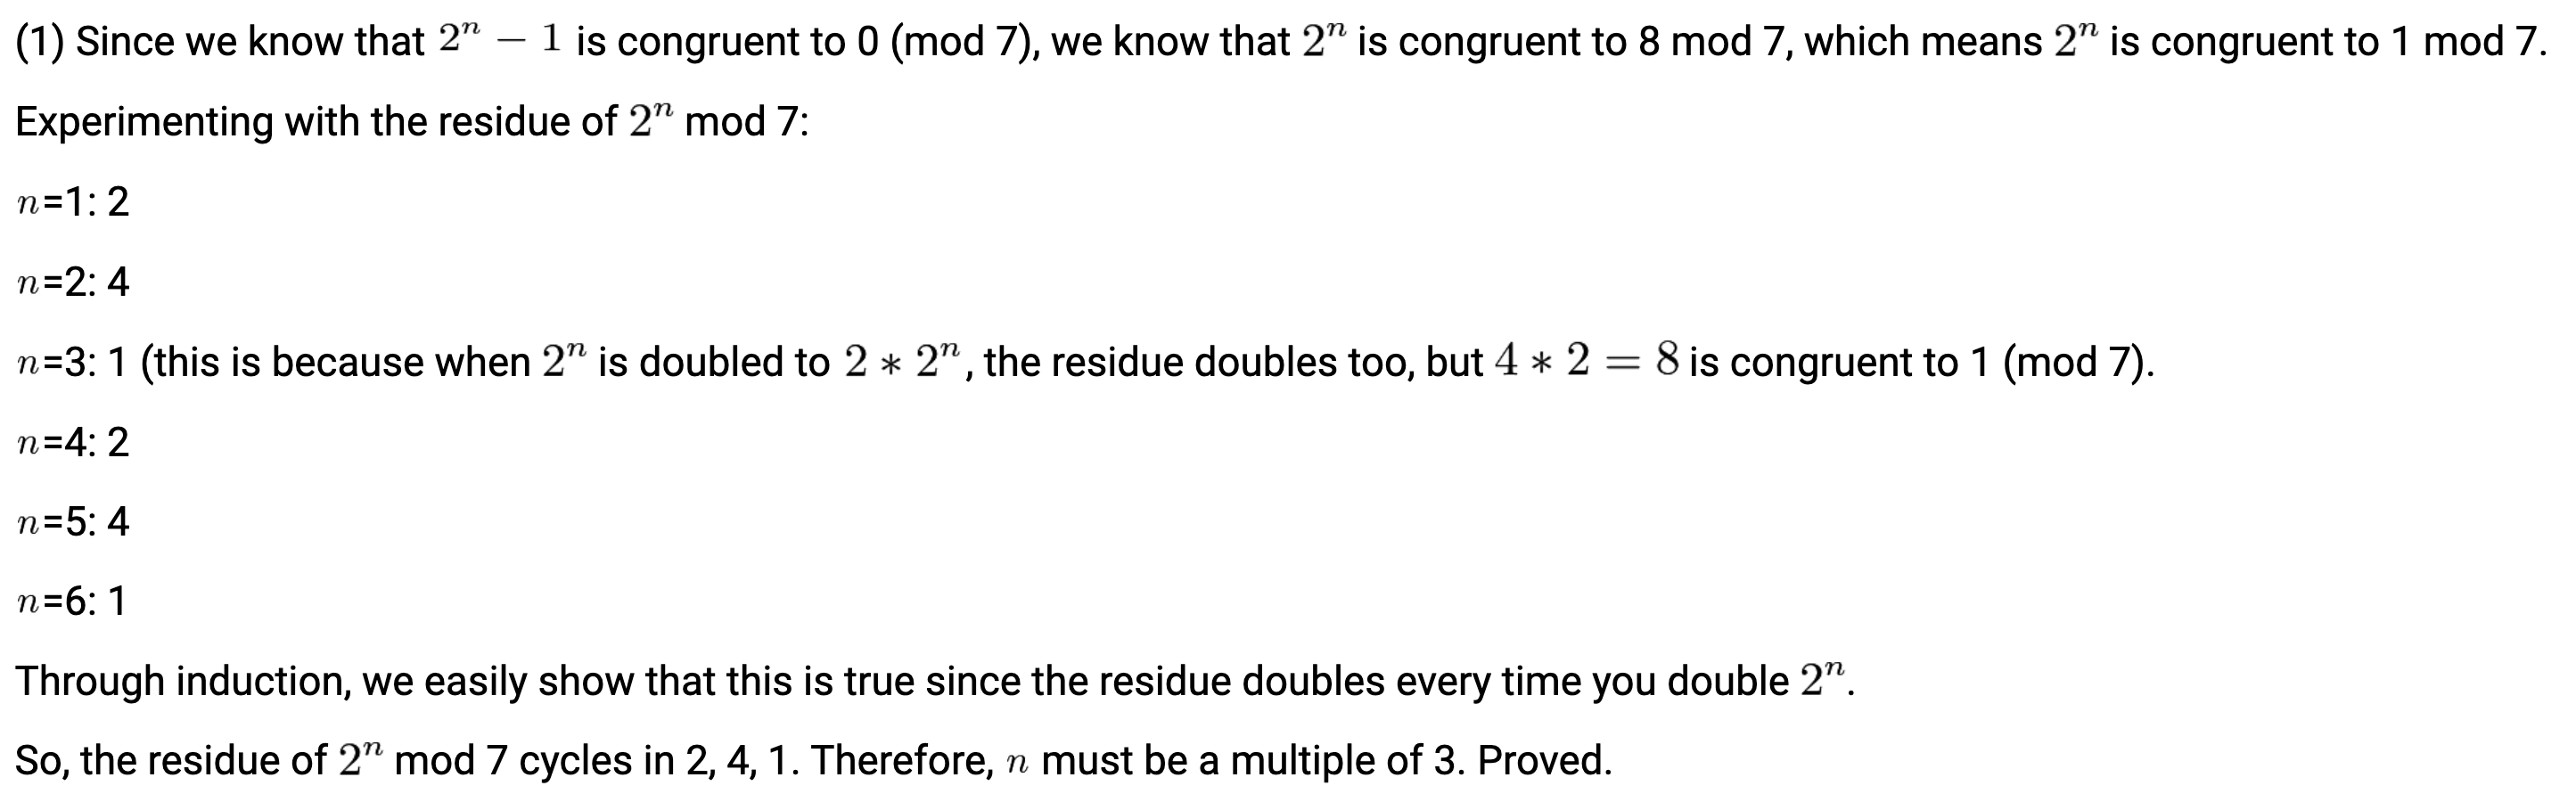 (1) Since we know that $2^n - 1$ is congruent to 0 (mod 7), we know that $2^n$ is congruent to 8 mod 7, which means $2^n$ is congruent to 1 mod 7.
Experimenting with the residue of $2^n$ mod 7:
$n$=1: 2
$n$=2: 4
$n$=3: 1 (this is because when $2^n$ is doubled to $2 * 2^n$, the residue doubles too, but $4 * 2 = 8$ is congruent to 1 (mod 7).
$n$=4: 2
$n$=5: 4
$n$=6: 1
Through induction, we easily show that this is true since the residue doubles every time you double $2^n$.
So, the residue of $2^n$ mod 7 cycles in 2, 4, 1. Therefore, $n$ must be a multiple of 3. Proved.